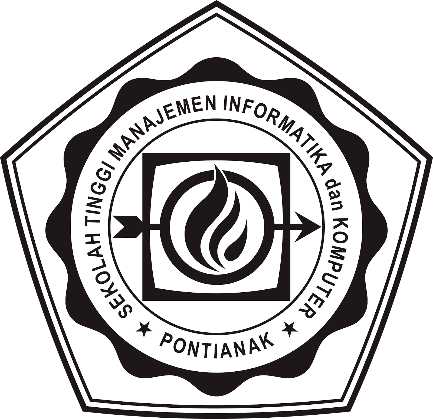 SEKOLAH TINGGI MANAJEMEN INFORMATIKA dan KOMPUTER
PONTIANAK